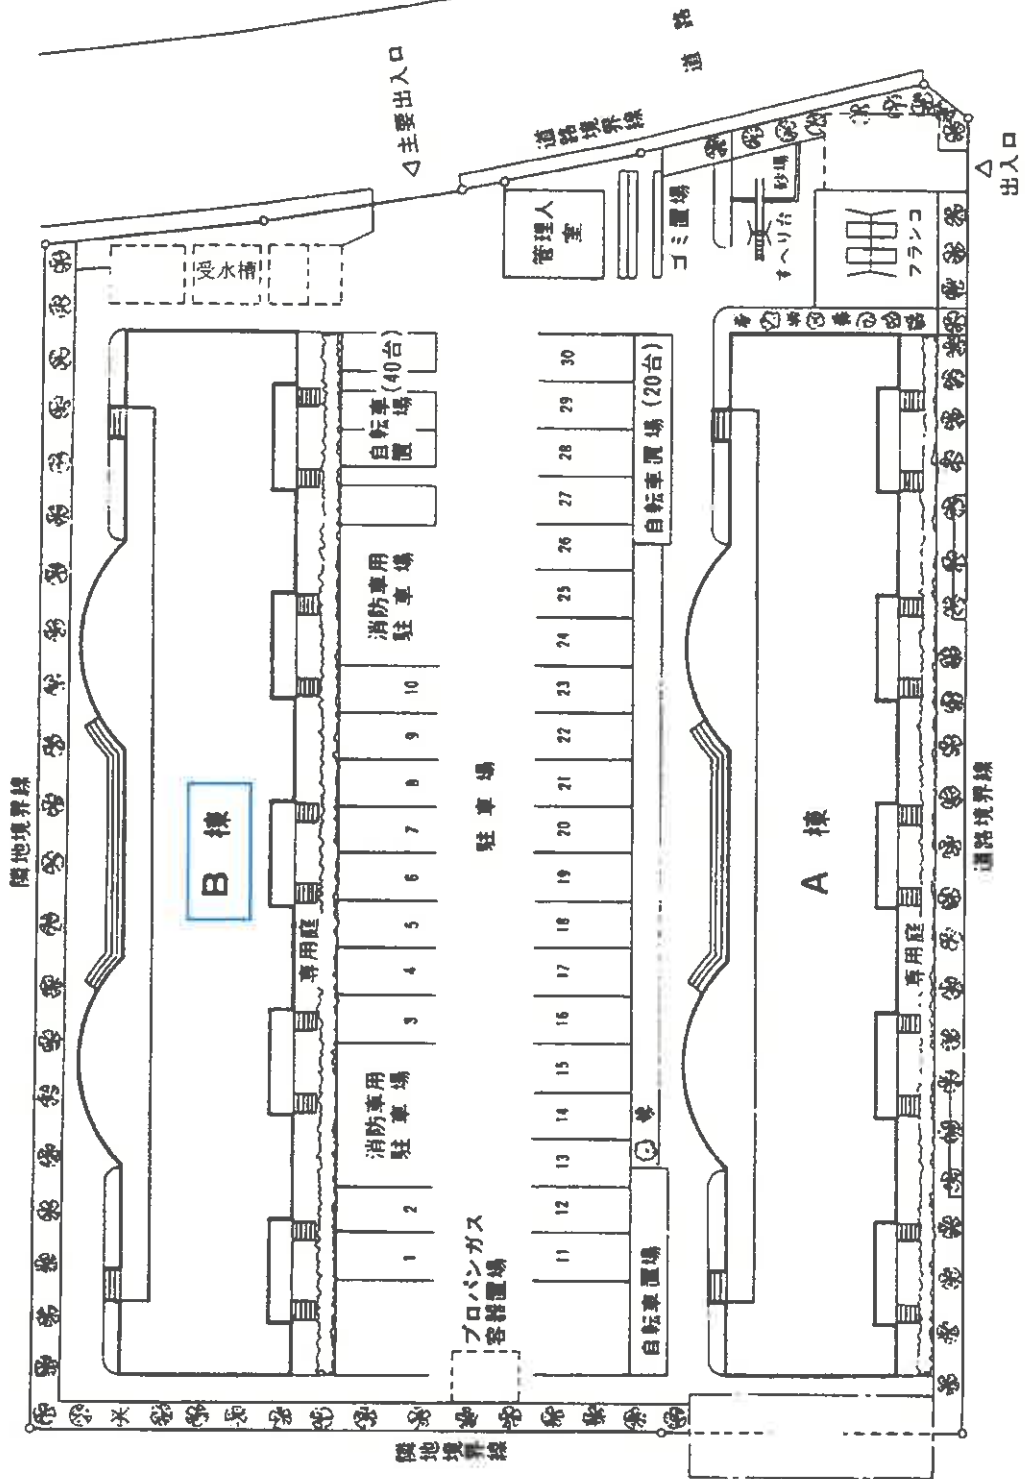 道路
主要出入口
道路境界線
出入口
受水槽
管理人室
ゴミ置場
砂場
すべり台
ブランコ
自転車置場(40台)
自転車置場(20台)
消防車用
駐車場
10
9
8
7
6
5
4
3
消防車用
駐車場
2
1
駐車場
30
29
28
27
26
25
24
23
22
21
20
19
18
17
16
15
14
13
12
11
隣地境界線
B棟
専用庭
A棟
専用庭
道路境界線
プロパンガス
容器置場
自転車置場
隣地境界線